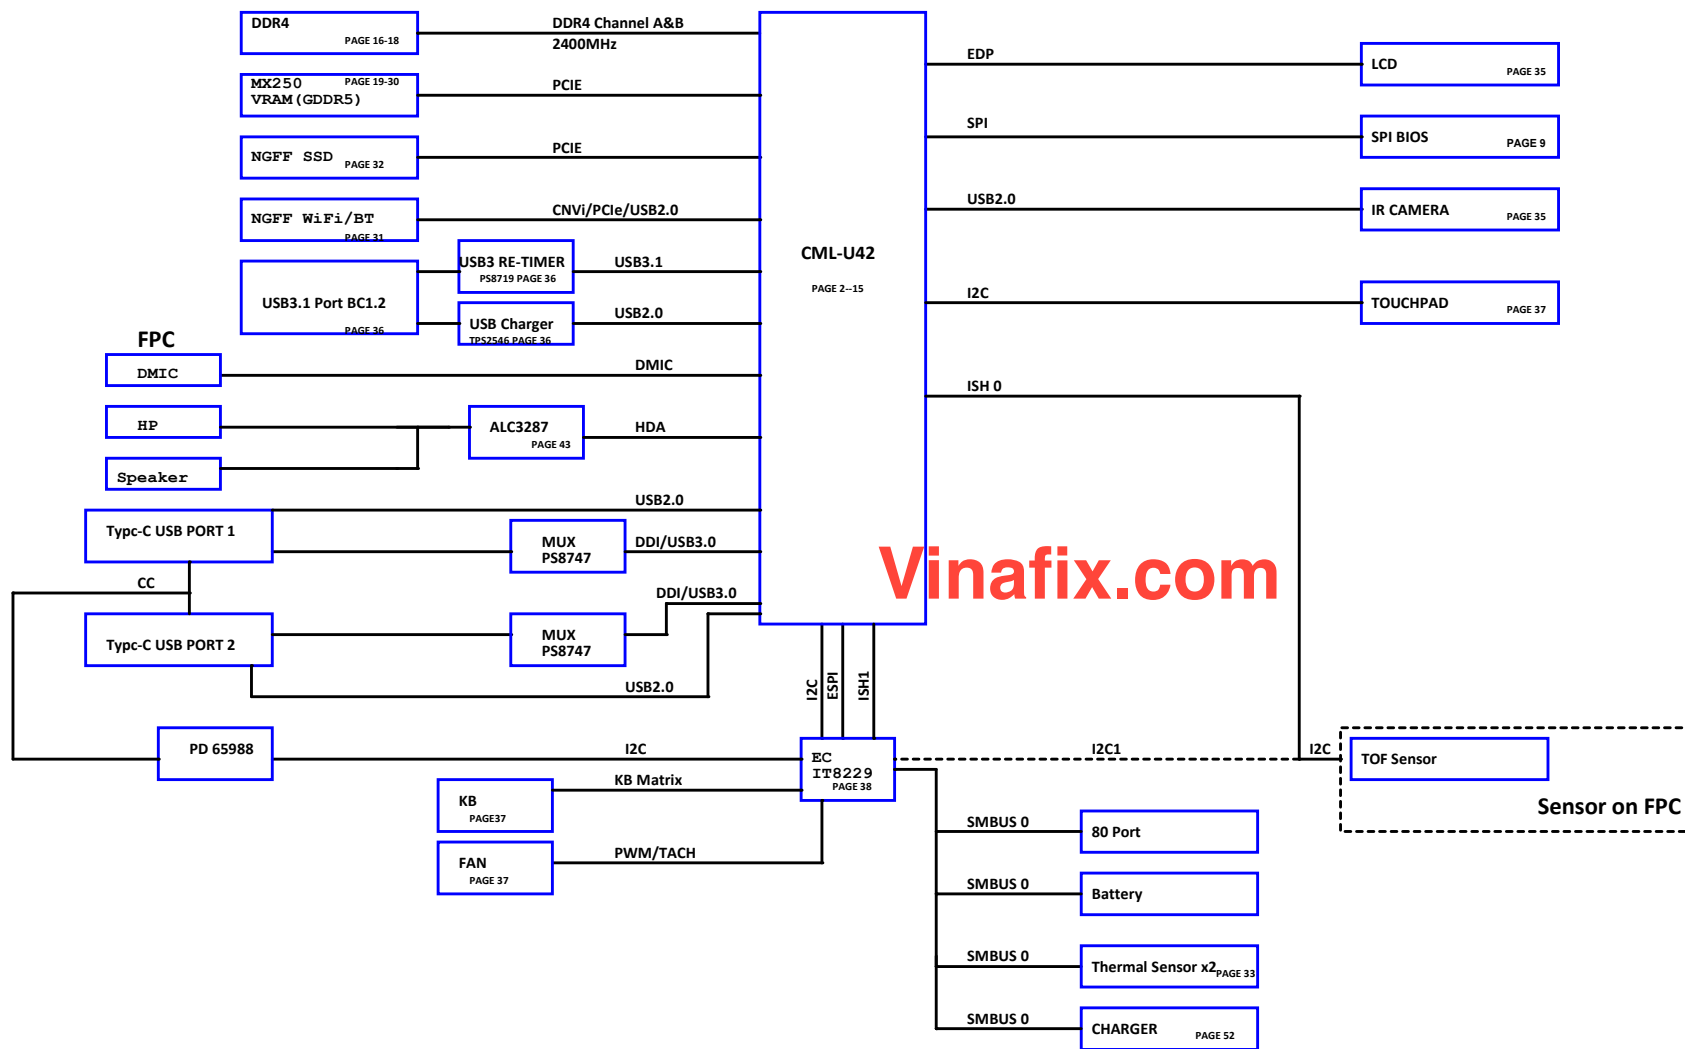 DDR4
PAGE 16-18
DDR4 Channel A&B
2400MHz
MX250
PAGE 19-30
VRAM(GDDR5)
PCIE
NGFF SSD
PAGE 32
PCIE
NGFF WiFi/BT
PAGE 31
CNVi/PCIe/USB2.0
USB3.1 Port BC1.2
PAGE 36
USB3 RE-TIMER
PS8719 PAGE 36
USB3.1
USB Charger
TPS2546 PAGE 36
USB2.0
FPC
DMIC
DMIC
HP
Speaker
ALC3287
PAGE 43
HDA
Typc-C USB PORT 1
USB2.0
MUX
PS8747
DDI/USB3.0
CC
Typc-C USB PORT 2
MUX
PS8747
DDI/USB3.0
USB2.0
CML-U42
PAGE 2--15
EDP
LCD
PAGE 35
SPI
SPI BIOS
PAGE 9
USB2.0
IR CAMERA
PAGE 35
I2C
TOUCHPAD
PAGE 37
ISH 0
Vinafix.com
I2C
ESPI
ISH1
PD 65988
I2C
EC
IT8229
PAGE 38
I2C1
I2C
TOF Sensor
Sensor on FPC
KB
PAGE37
KB Matrix
FAN
PAGE 37
PWM/TACH
SMBUS 0
80 Port
SMBUS 0
Battery
SMBUS 0
Thermal Sensor x2
PAGE 33
SMBUS 0
CHARGER
PAGE 52